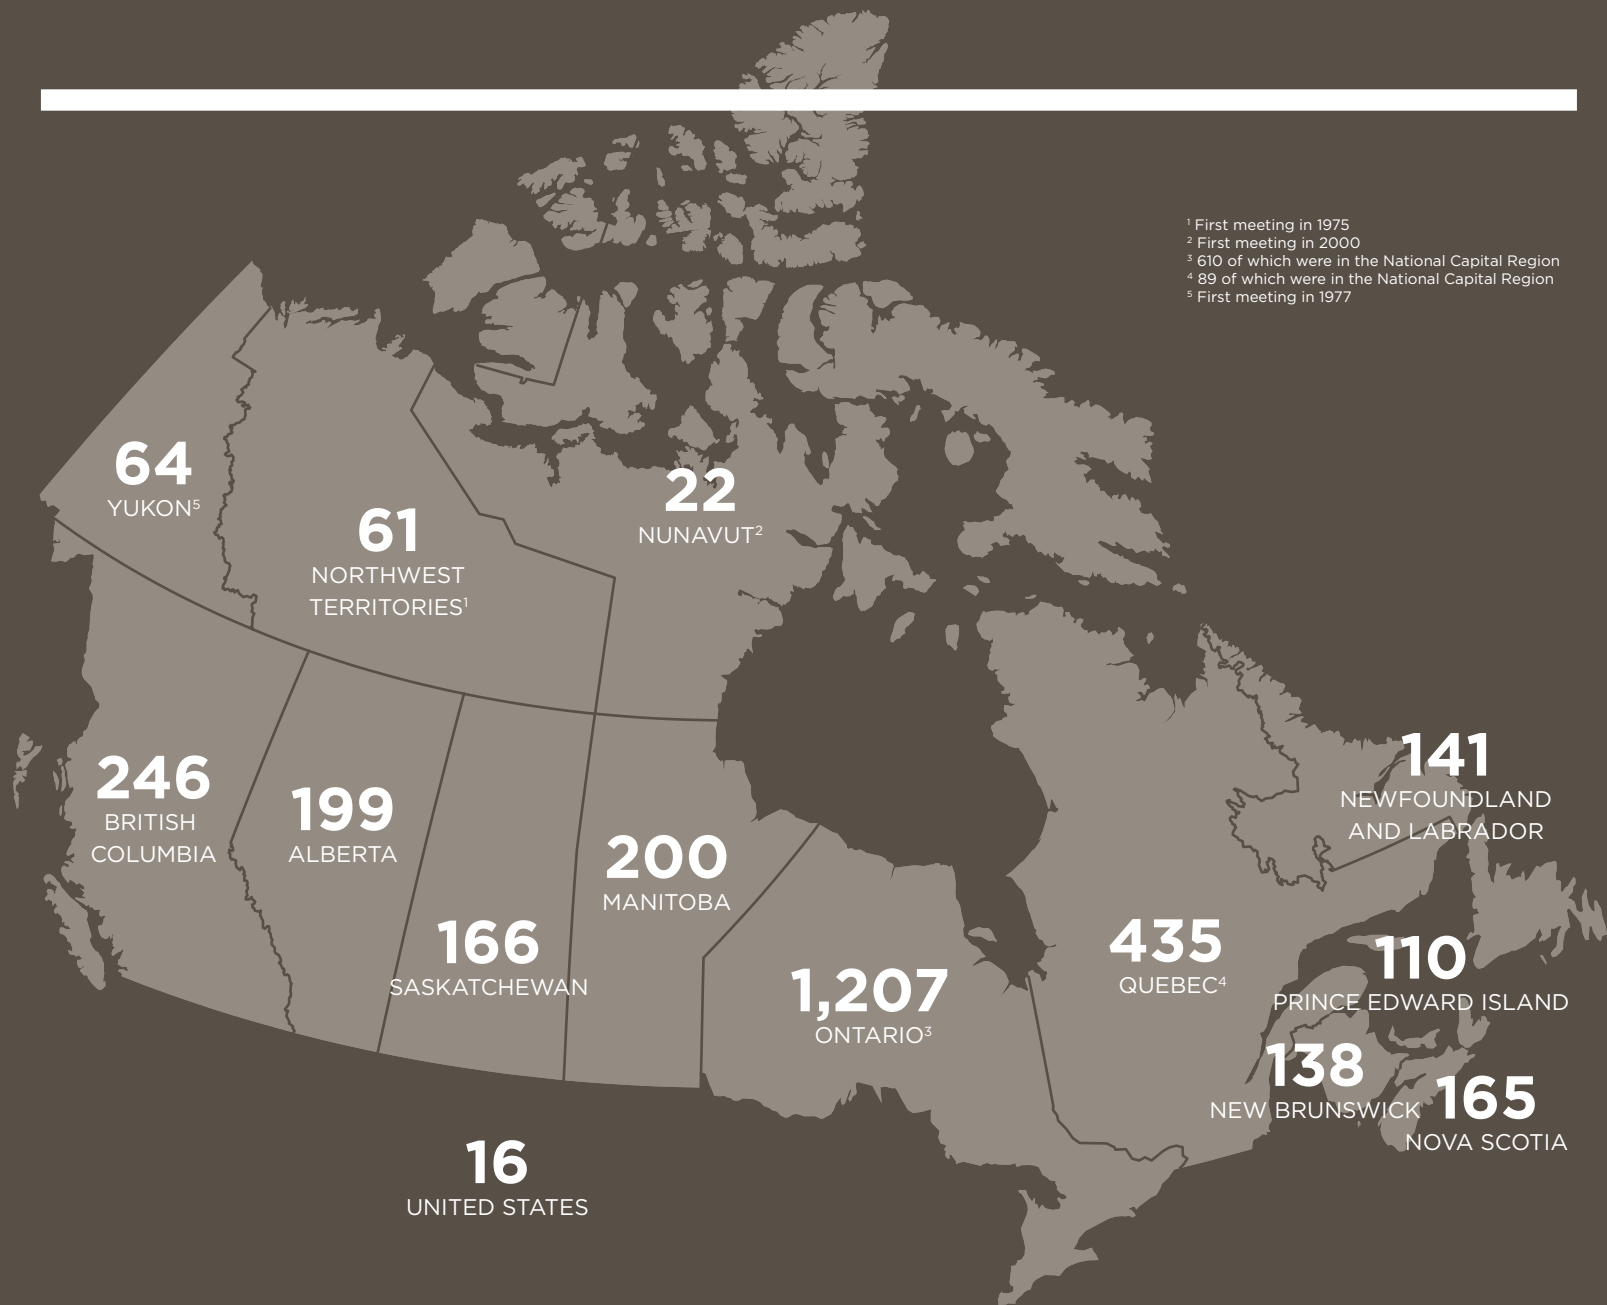 ¹ First meeting in 1975
² First meeting in 2000
³ 610 of which were in the National Capital Region
⁴ 89 of which were in the National Capital Region
⁵ First meeting in 1977
64
YUKON⁵
61
NORTHWEST
TERRITORIES¹
22
NUNAVUT²
246
BRITISH
COLUMBIA
199
ALBERTA
166
SASKATCHEWAN
200
MANITOBA
1,207
ONTARIO³
435
QUEBEC⁴
141
NEWFOUNDLAND
AND LABRADOR
110
PRINCE EDWARD ISLAND
138
NEW BRUNSWICK
165
NOVA SCOTIA
16
UNITED STATES